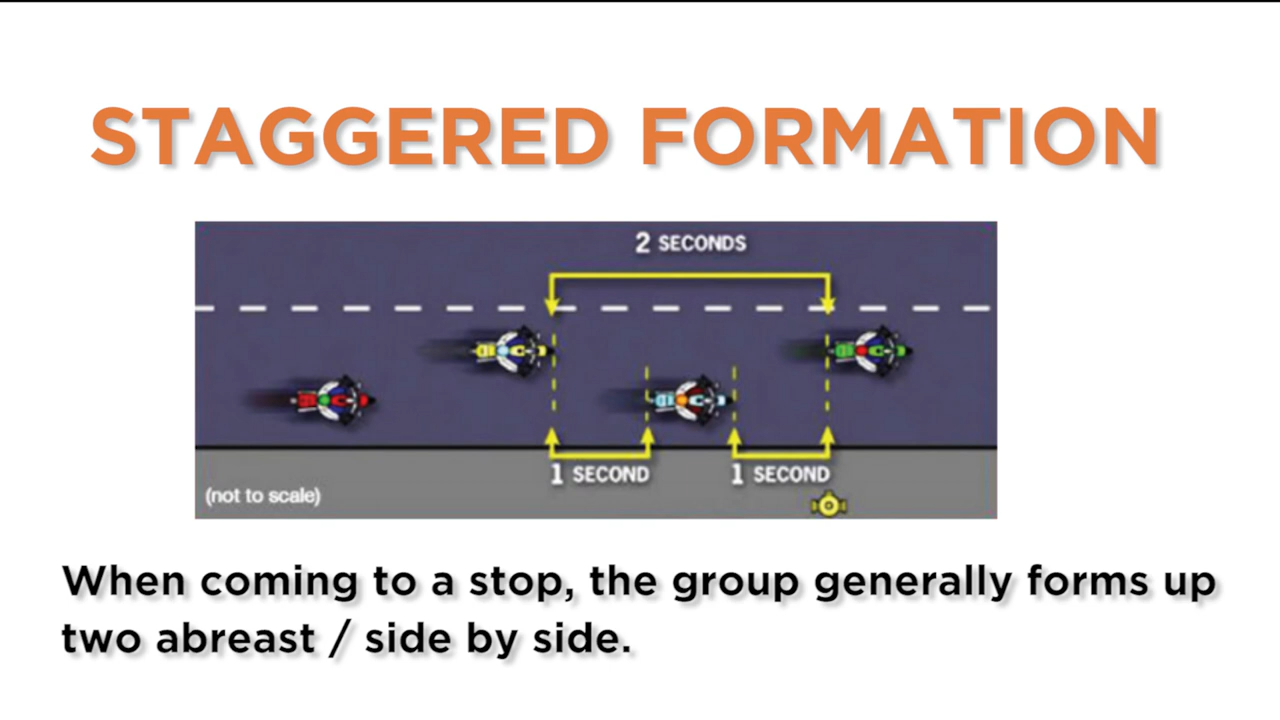 STAGGERED FORMATION
2 SECONDS
1 SECOND
1 SECOND
(not to scale)
When coming to a stop, the group generally forms up
two abreast / side by side.